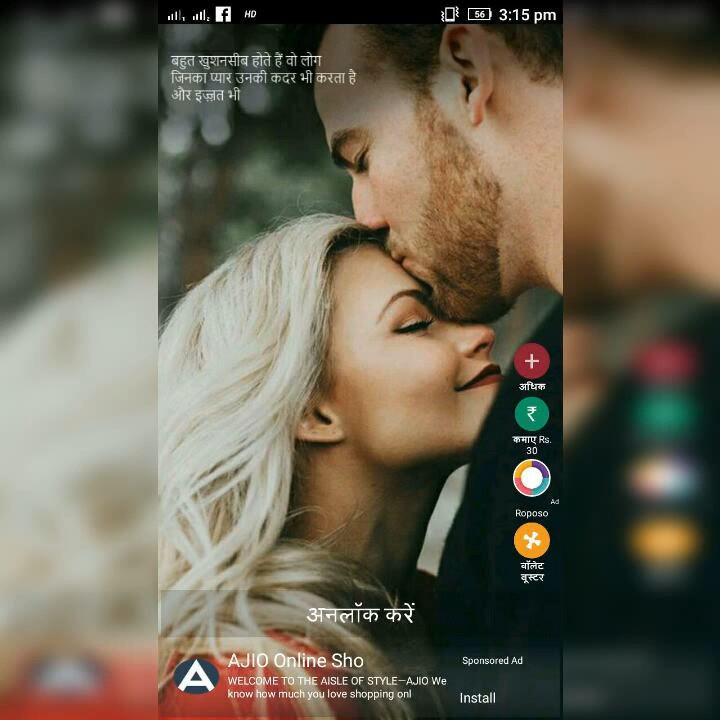 HD
56 3:15 pm
बहुत खुशनसीब होते हैं वो लोग
जिनका प्यार उनकी कदर भी करता है
और इज़्ज़त भी
अधिक
कमाए Rs.
30
Ad
Roposo
बॉलेट
वूस्टर
अनलॉक करें
AJIO Online Sho
Sponsored Ad
WELCOME TO THE AISLE OF STYLE—AJIO We
know how much you love shopping onl
Install